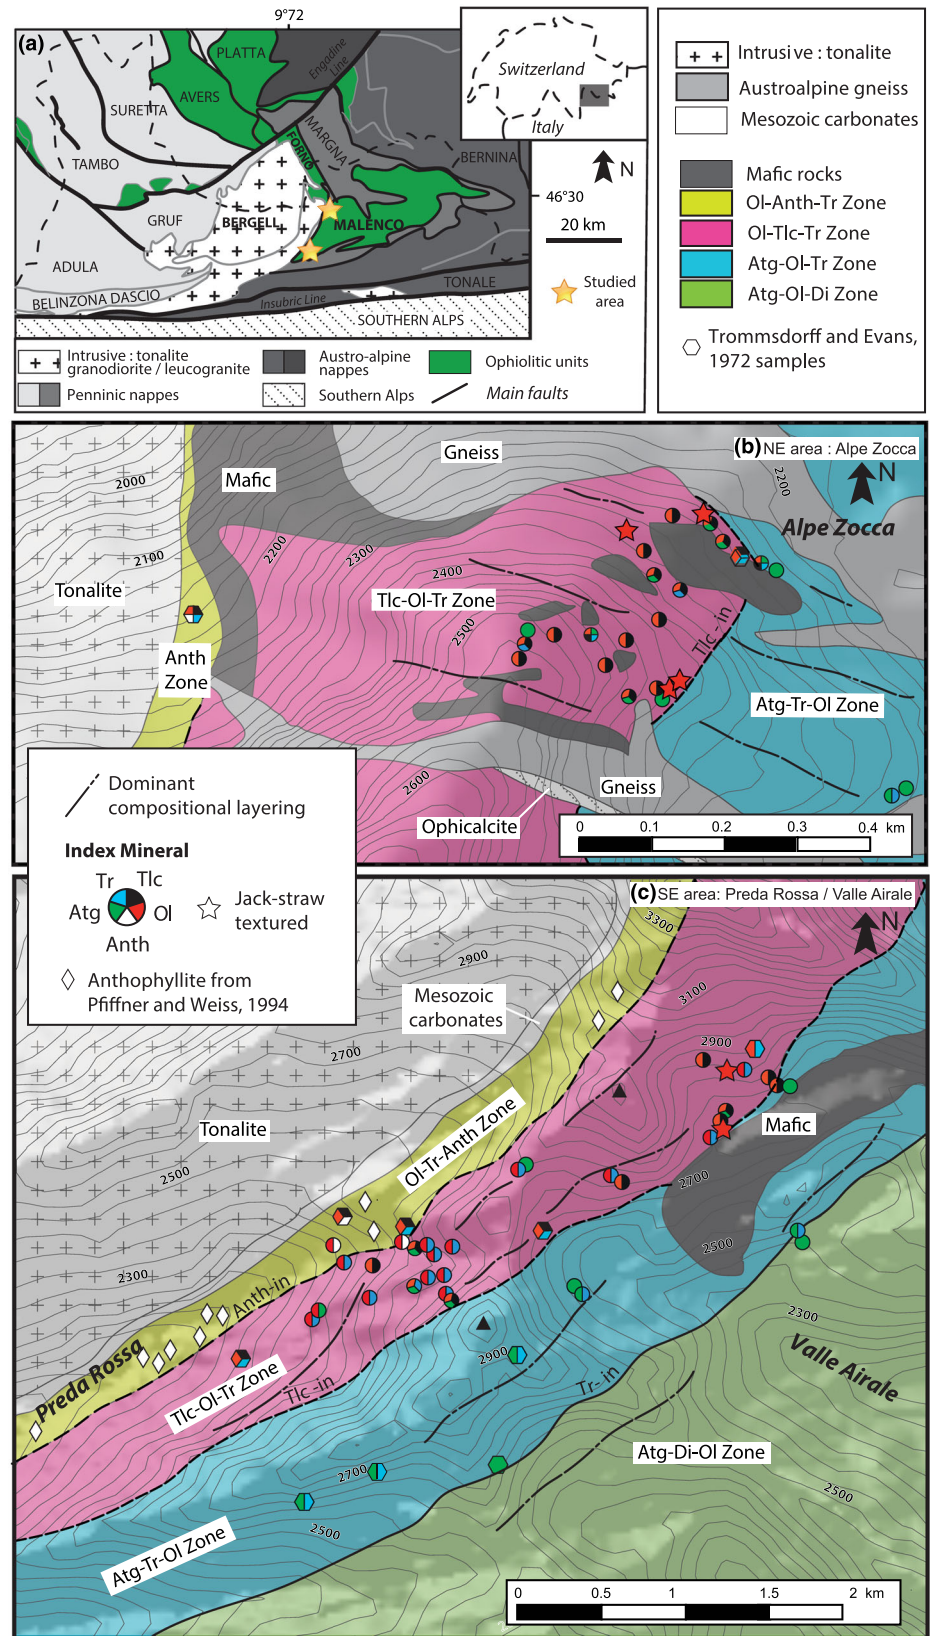 (a)
9°72
PLATTA
Engadine
Line
AVERS
SURETTA
TAMBO
FORNO
MARGNA
BERNINA
GRUF
BERGELL
MALENCO
ADULA
BELINZONA DASCIO
Insubric Line
TONALE
SOUTHERN ALPS
Switzerland
Italy
N
46°30
20 km
Studied
area
Intrusive : tonalite
granodiorite / leucogranite
Penninic nappes
Austro-alpine
nappes
Southern Alps
Ophiolitic units
Main faults
Intrusive : tonalite
Austroalpine gneiss
Mesozoic carbonates
Mafic rocks
Ol-Anth-Tr Zone
Ol-Tlc-Tr Zone
Atg-Ol-Tr Zone
Atg-Ol-Di Zone
Trommsdorff and Evans,
1972 samples
(b) NE area : Alpe Zocca
N
Gneiss
Mafic
2000
2100
2200
2300
2400
2500
2200
Alpe Zocca
Tonalite
Tlc-Ol-Tr Zone
Tlc -in
Anth
Zone
Atg-Tr-Ol Zone
2600
Gneiss
Ophicalcite
0 0.1 0.2 0.3 0.4 km
Dominant
compositional layering
Index Mineral
Tr Tlc
Atg Ol
Anth
Jack-straw
textured
Anthophyllite from
Pfiffner and Weiss, 1994
(c) SE area: Preda Rossa / Valle Airale
N
3300
2900
3100
Mesozoic
carbonates
2700
2900
Tonalite
Ol-Tr-Anth Zone
Mafic
2500
2700
2500
2300
Anth-in
2300
Preda Rossa
Tlc-Ol-Tr Zone
Tlc -in
2900
Tr- in
Valle Airale
Atg-Di-Ol Zone
2700
2500
2500
Atg-Tr-Ol Zone
0 0.5 1 1.5 2 km